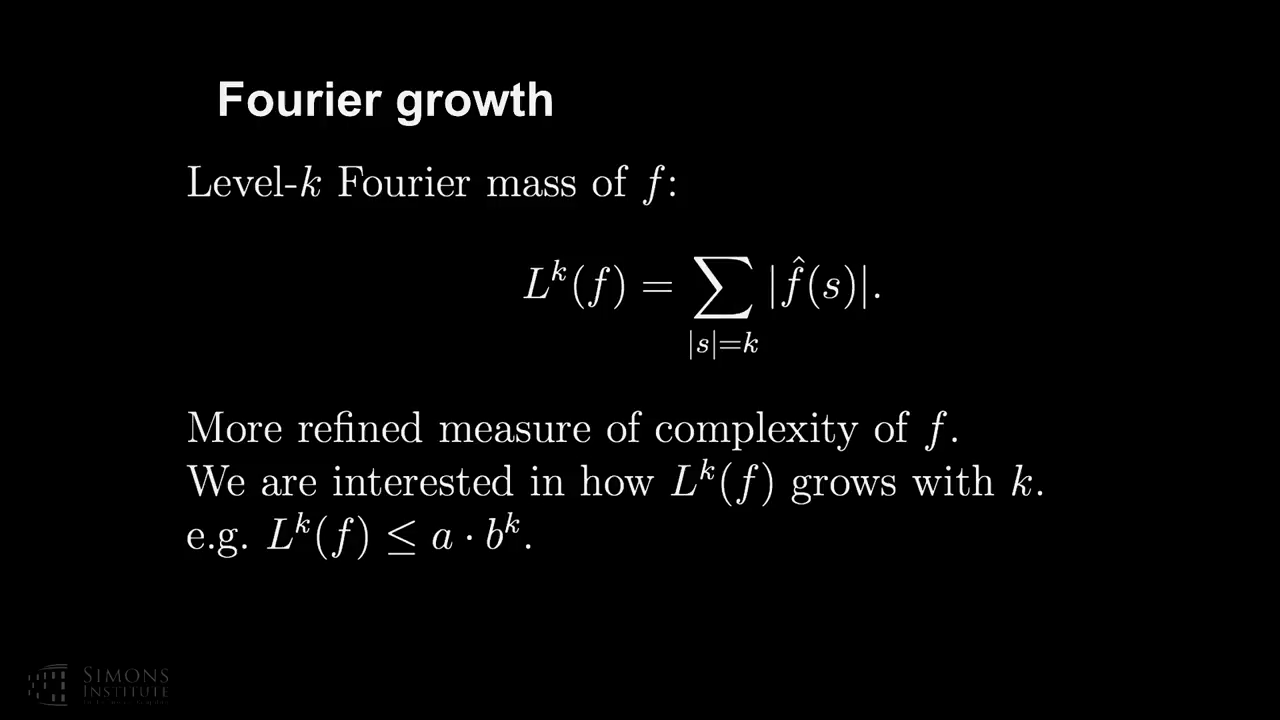 Fourier growth
Level-k Fourier mass of f:
L^k(f) = ∑_{|s|=k} |f̂(s)|.
More refined measure of complexity of f.
We are interested in how L^k(f) grows with k.
e.g. L^k(f) ≤ a · b^k.
SIMONS
INSTITUTE